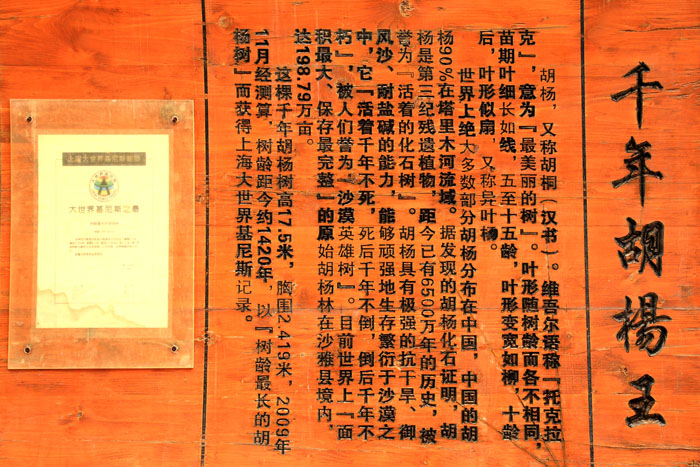 千年胡楊王
胡杨，又称胡桐（汉书）。维吾尔语称『托克拉
克』，意为『最美丽的树』。叶形随树龄而各不相同，
苗期叶细长如线，五至十五龄，叶形变宽如柳，十龄
后，叶形似扇，又称异叶杨。
世界上绝大多数部分胡杨分布在中国，中国的胡
杨90%在塔里木河流域。据发现的胡杨化石证明，胡
杨是第三纪残遗植物，距今已有6500万年的历史，被
誉为『活着的化石树』。胡杨具有极强的抗干旱、御
风沙、耐盐碱的能力，能够顽强地生存繁衍于沙漠之
中，它『活着千年不死，死后千年不倒，倒后千年不
朽』，被人们誉为『沙漠英雄树』。目前世界上『面
积最大、保存最完整』的原始胡杨林在沙雅县境内，
达198.79万亩。
这棵千年胡杨树高17.5米，胸围2.419米，2009年
11月经测算，树龄距今约1420年，以『树龄最长的胡
杨树』而获得上海大世界基尼斯记录。
大世界基尼斯之最